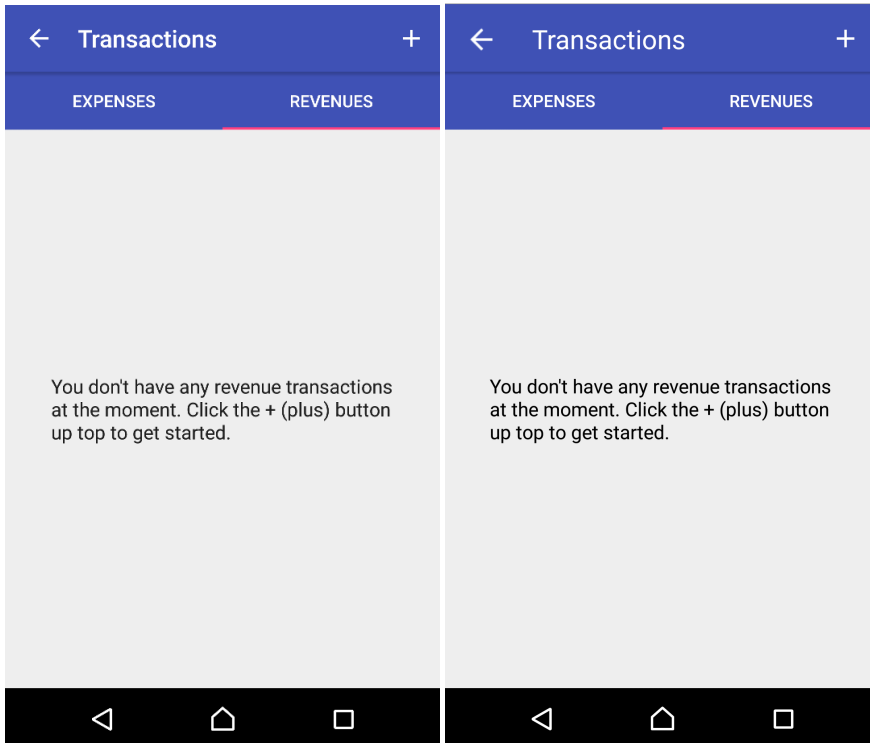 Transactions +
EXPENSES REVENUES
You don't have any revenue transactions
at the moment. Click the + (plus) button
up top to get started.
Transactions +
EXPENSES REVENUES
You don't have any revenue transactions
at the moment. Click the + (plus) button
up top to get started.